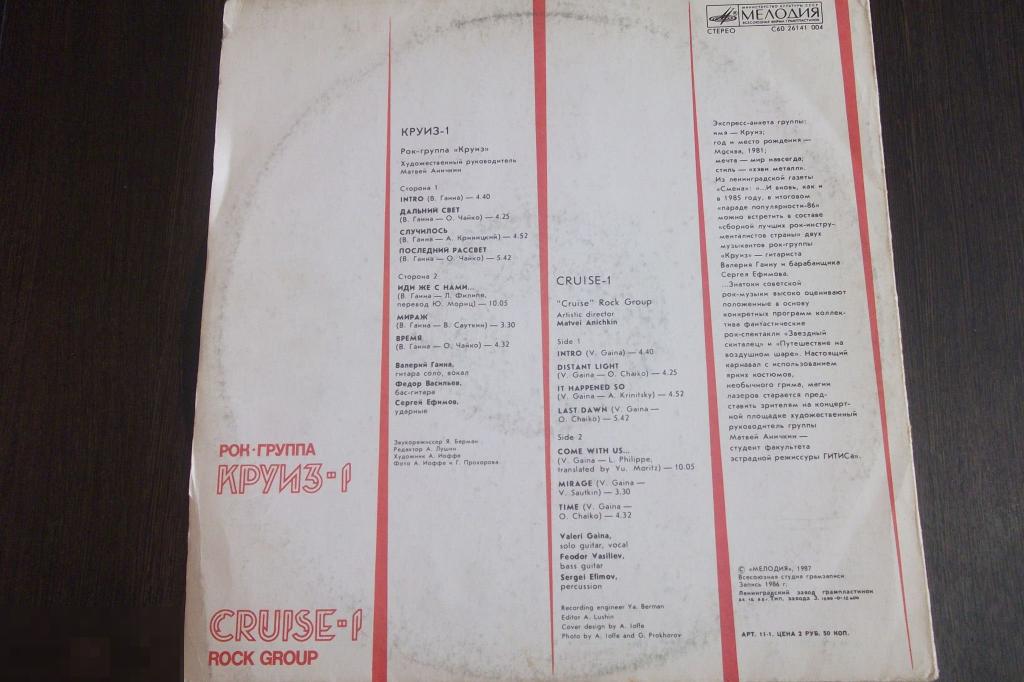 РОК-ГРУППА
КРУИЗ-1
CRUISE-1
ROCK GROUP
КРУИЗ-1
Рок-группа «Круиз»
Художественный руководитель
Матвей Аничкин
Сторона 1
INTRO (В. Гаина) — 4.40
ДАЛЬНИЙ СВЕТ
(В. Гаина — О. Чайко) — 4.25
СЛУЧИЛОСЬ
(В. Гаина — А. Криницкий) — 4.52
ПОСЛЕДНИЙ РАССВЕТ
(В. Гаина — О. Чайко) — 5.42
Сторона 2
ИДИ ЖЕ С НАМИ...
(В. Гаина — Л. Филипе,
перевод Ю. Мориц) — 10.05
МИРАЖ
(В. Гаина — В. Сауткин) — 3.30
ВРЕМЯ
(В. Гаина — О. Чайко) — 4.32
Валерий Гаина,
гитара соло, вокал
Федор Васильев,
бас-гитара
Сергей Ефимов,
ударные
Звукорежиссер Я. Берман
Редактор А. Лушин
Художник А. Иоффе
Фото А. Иоффе и Г. Прохорова
CRUISE-1
"Cruise" Rock Group
Artistic director
Matvei Anichkin
Side 1
INTRO (V. Gaina) — 4.40
DISTANT LIGHT
(V. Gaina — O. Chaiko) — 4.25
IT HAPPENED SO
(V. Gaina — A. Krinitsky) — 4.52
LAST DAWN (V. Gaina —
O. Chaiko) — 5.42
Side 2
COME WITH US...
(V. Gaina — L. Philippe,
translated by Yu. Moritz) — 10.05
MIRAGE (V. Gaina —
V. Sautkin) — 3.30
TIME (V. Gaina —
O. Chaiko) — 4.32
Valeri Gaina,
solo guitar, vocal
Feodor Vasiliev,
bass guitar
Sergei Efimov,
percussion
Recording engineer Ya. Berman
Editor A. Lushin
Cover design by A. Ioffe
Photo by A. Ioffe and G. Prokhorov
МИНИСТЕРСТВО КУЛЬТУРЫ СССР
МЕЛОДИЯ
ВСЕСОЮЗНАЯ ФИРМА ГРАМПЛАСТИНОК
СТЕРЕО С60 26141 004
Экспресс-анкета группы:
имя — Круиз;
год и место рождения —
Москва, 1981;
мечта — мир навсегда;
стиль — «хэви металл».
Из ленинградской газеты
«Смена»: «...И вновь, как и
в 1985 году, в итоговом
«параде популярности-86»
можно встретить в составе
«сборной лучших рок-инстру-
менталистов страны» двух
музыкантов рок-группы
«Круиз» — гитариста
Валерия Гаину и барабанщика
Сергея Ефимова.
...Знатоки советской
рок-музыки высоко оценивают
положенные в основу
концертных программ коллек-
тива фантастические
рок-спектакли «Звездный
скиталец» и «Путешествие на
воздушном шаре». Настоящий
карнавал с использованием
ярких костюмов,
необычного грима, магии
лазеров старается пред-
ставить зрителям на концерт-
ной площадке художественный
руководитель группы
Матвей Аничкин —
студент факультета
эстрадной режиссуры ГИТИСа».
© «МЕЛОДИЯ», 1987
Всесоюзная студия грамзаписи.
Запись 1986 г.
Ленинградский завод грампластинок
Тип. завода З.
АРТ. 11-1. ЦЕНА 2 РУБ. 50 КОП.